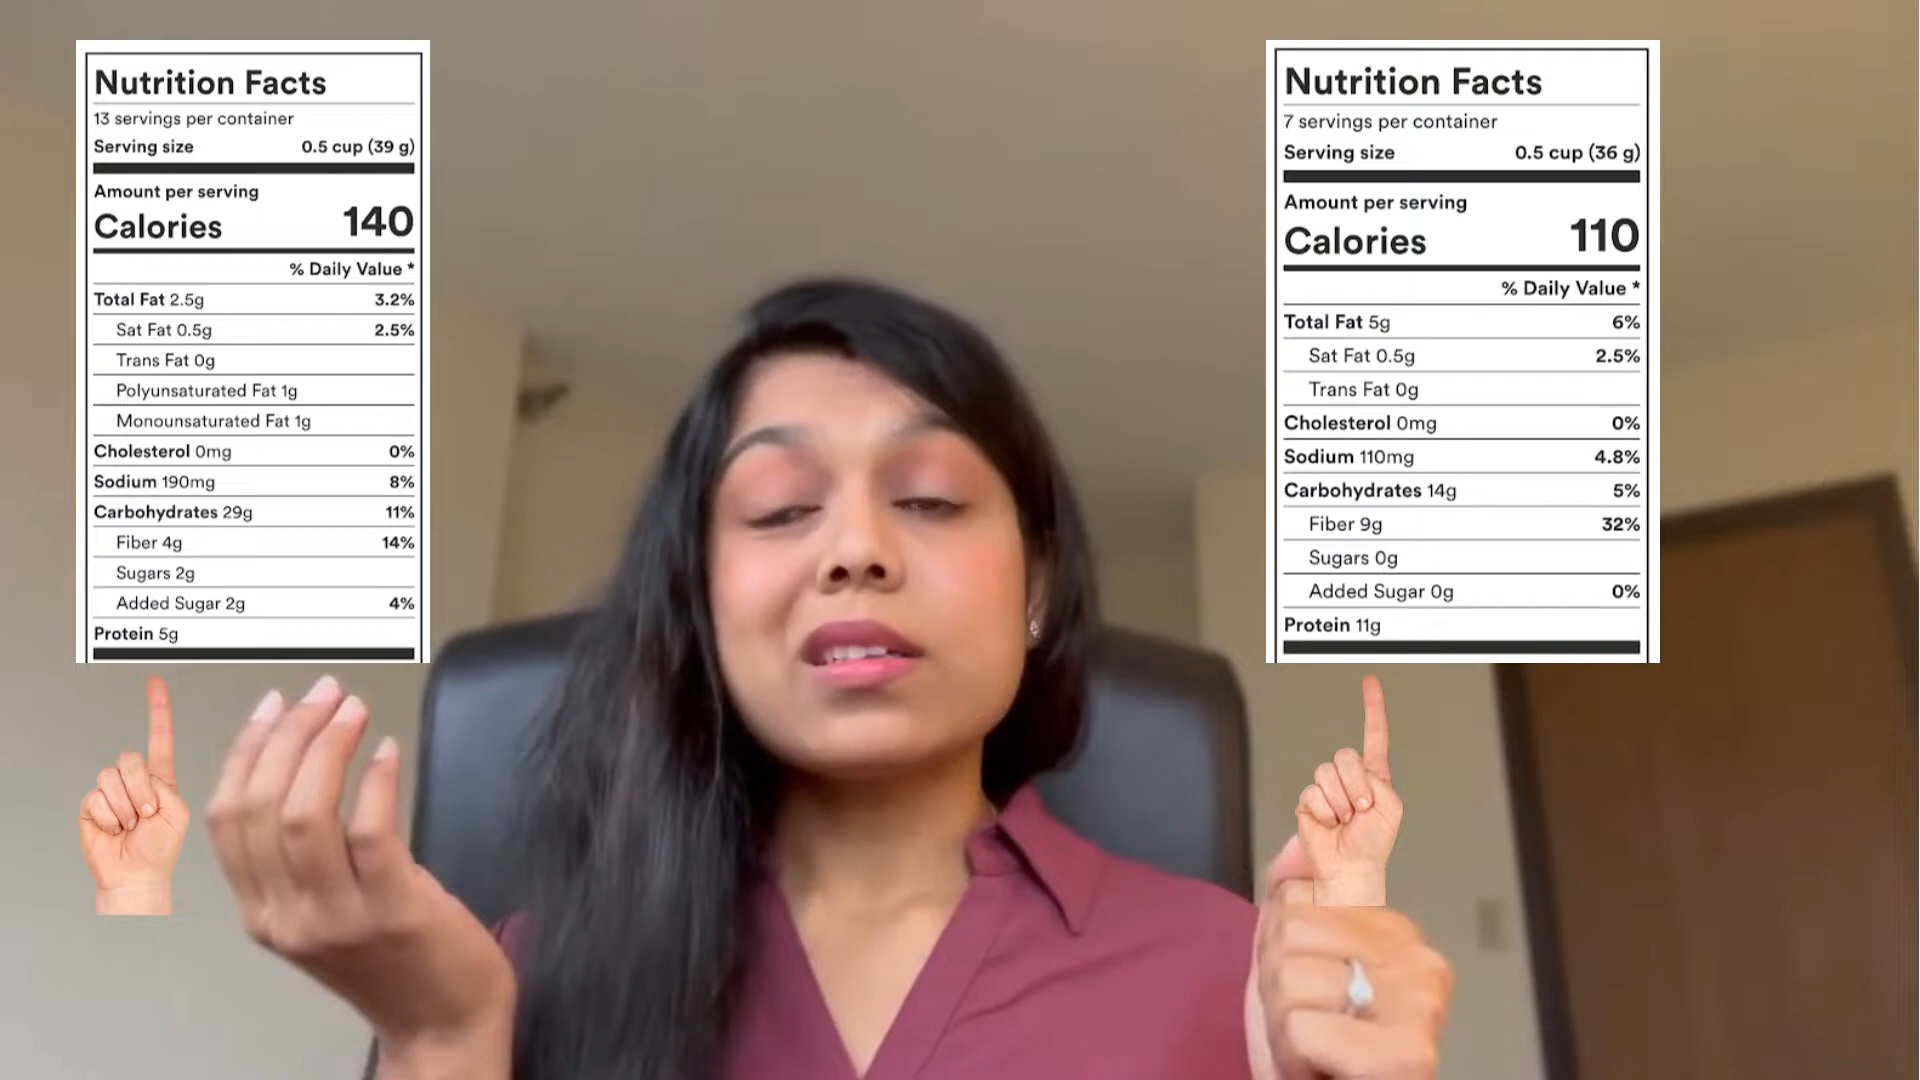 Nutrition Facts
13 servings per container
Serving size 0.5 cup (39 g)
Amount per serving
Calories 140
% Daily Value *
Total Fat 2.5g 3.2%
Sat Fat 0.5g 2.5%
Trans Fat 0g
Polyunsaturated Fat 1g
Monounsaturated Fat 1g
Cholesterol 0mg 0%
Sodium 190mg 8%
Carbohydrates 29g 11%
Fiber 4g 14%
Sugars 2g
Added Sugar 2g 4%
Protein 5g
Nutrition Facts
7 servings per container
Serving size 0.5 cup (36 g)
Amount per serving
Calories 110
% Daily Value *
Total Fat 5g 6%
Sat Fat 0.5g 2.5%
Trans Fat 0g
Cholesterol 0mg 0%
Sodium 110mg 4.8%
Carbohydrates 14g 5%
Fiber 9g 32%
Sugars 0g
Added Sugar 0g 0%
Protein 11g